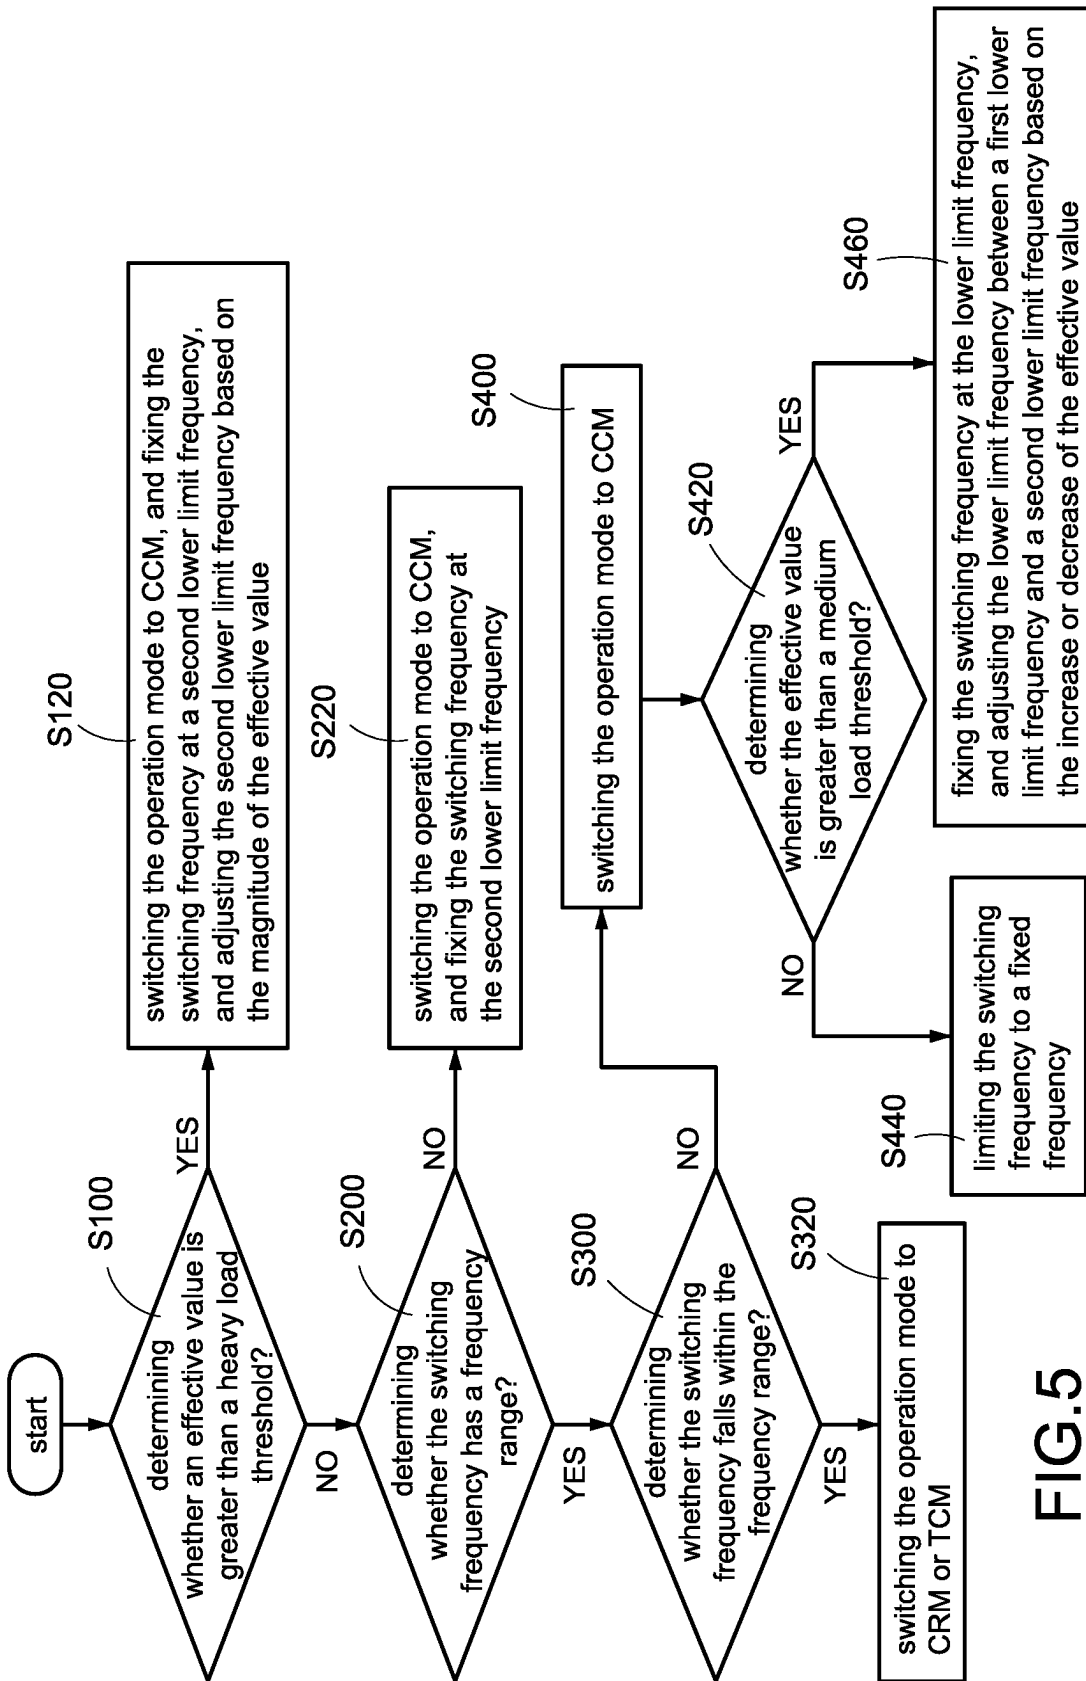 start
S100
determining
whether an effective value is
greater than a heavy load
threshold?
YES
S120
switching the operation mode to CCM, and fixing the
switching frequency at a second lower limit frequency,
and adjusting the second lower limit frequency based on
the magnitude of the effective value
NO
S200
determining
whether the switching
frequency has a frequency
range?
NO
S220
switching the operation mode to CCM,
and fixing the switching frequency at
the second lower limit frequency
YES
S300
determining
whether the switching
frequency falls within the
frequency range?
NO
S400
switching the operation mode to CCM
YES
S320
switching the operation mode to
CRM or TCM
S420
determining
whether the effective value
is greater than a medium
load threshold?
NO
S440
limiting the switching
frequency to a fixed
frequency
YES
S460
fixing the switching frequency at the lower limit frequency,
and adjusting the lower limit frequency between a first lower
limit frequency and a second lower limit frequency based on
the increase or decrease of the effective value
FIG.5